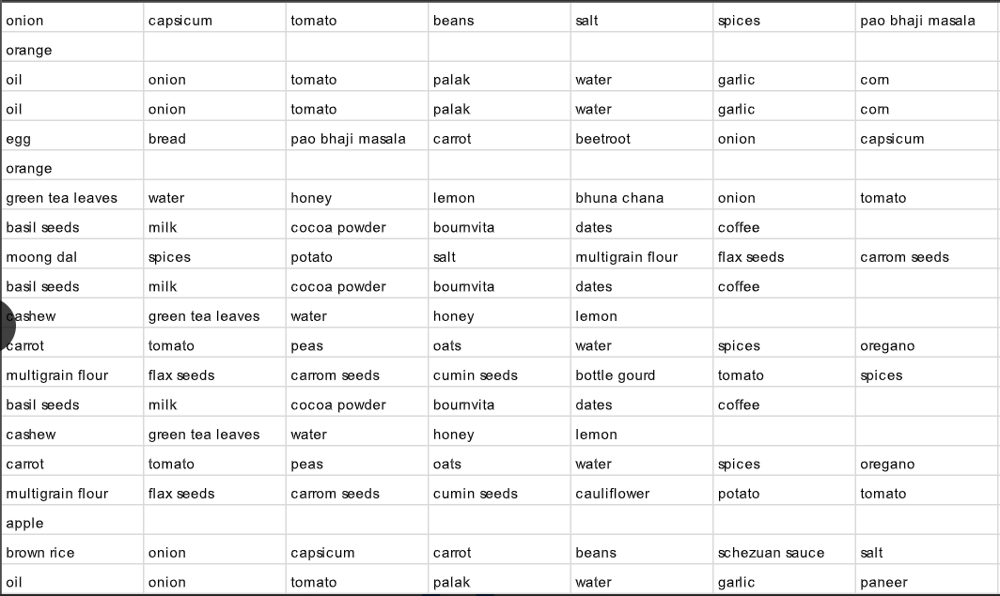 onion capsicum tomato beans salt spices pao bhaji masala
orange
oil onion tomato palak water garlic corn
oil onion tomato palak water garlic corn
egg bread pao bhaji masala carrot beetroot onion capsicum
orange
green tea leaves water honey lemon bhuna chana onion tomato
basil seeds milk cocoa powder bournvita dates coffee
moong dal spices potato salt multigrain flour flax seeds carrom seeds
basil seeds milk cocoa powder bournvita dates coffee
cashew green tea leaves water honey lemon
carrot tomato peas oats water spices oregano
multigrain flour flax seeds carrom seeds cumin seeds bottle gourd tomato spices
basil seeds milk cocoa powder bournvita dates coffee
cashew green tea leaves water honey lemon
carrot tomato peas oats water spices oregano
multigrain flour flax seeds carrom seeds cumin seeds cauliflower potato tomato
apple
brown rice onion capsicum carrot beans schezuan sauce salt
oil onion tomato palak water garlic paneer